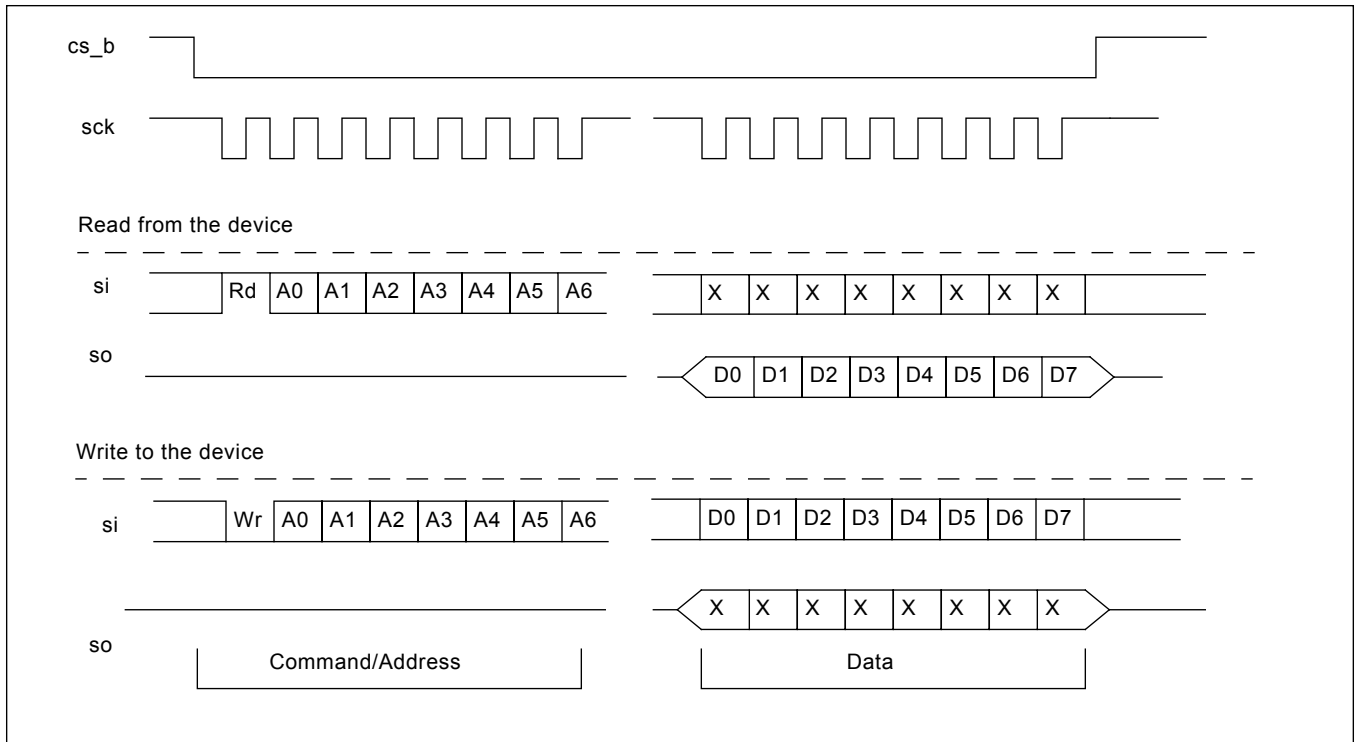 cs_b
sck
Read from the device
si Rd A0 A1 A2 A3 A4 A5 A6 X X X X X X X X
so D0 D1 D2 D3 D4 D5 D6 D7
Write to the device
si Wr A0 A1 A2 A3 A4 A5 A6 D0 D1 D2 D3 D4 D5 D6 D7
so X X X X X X X X
Command/Address Data